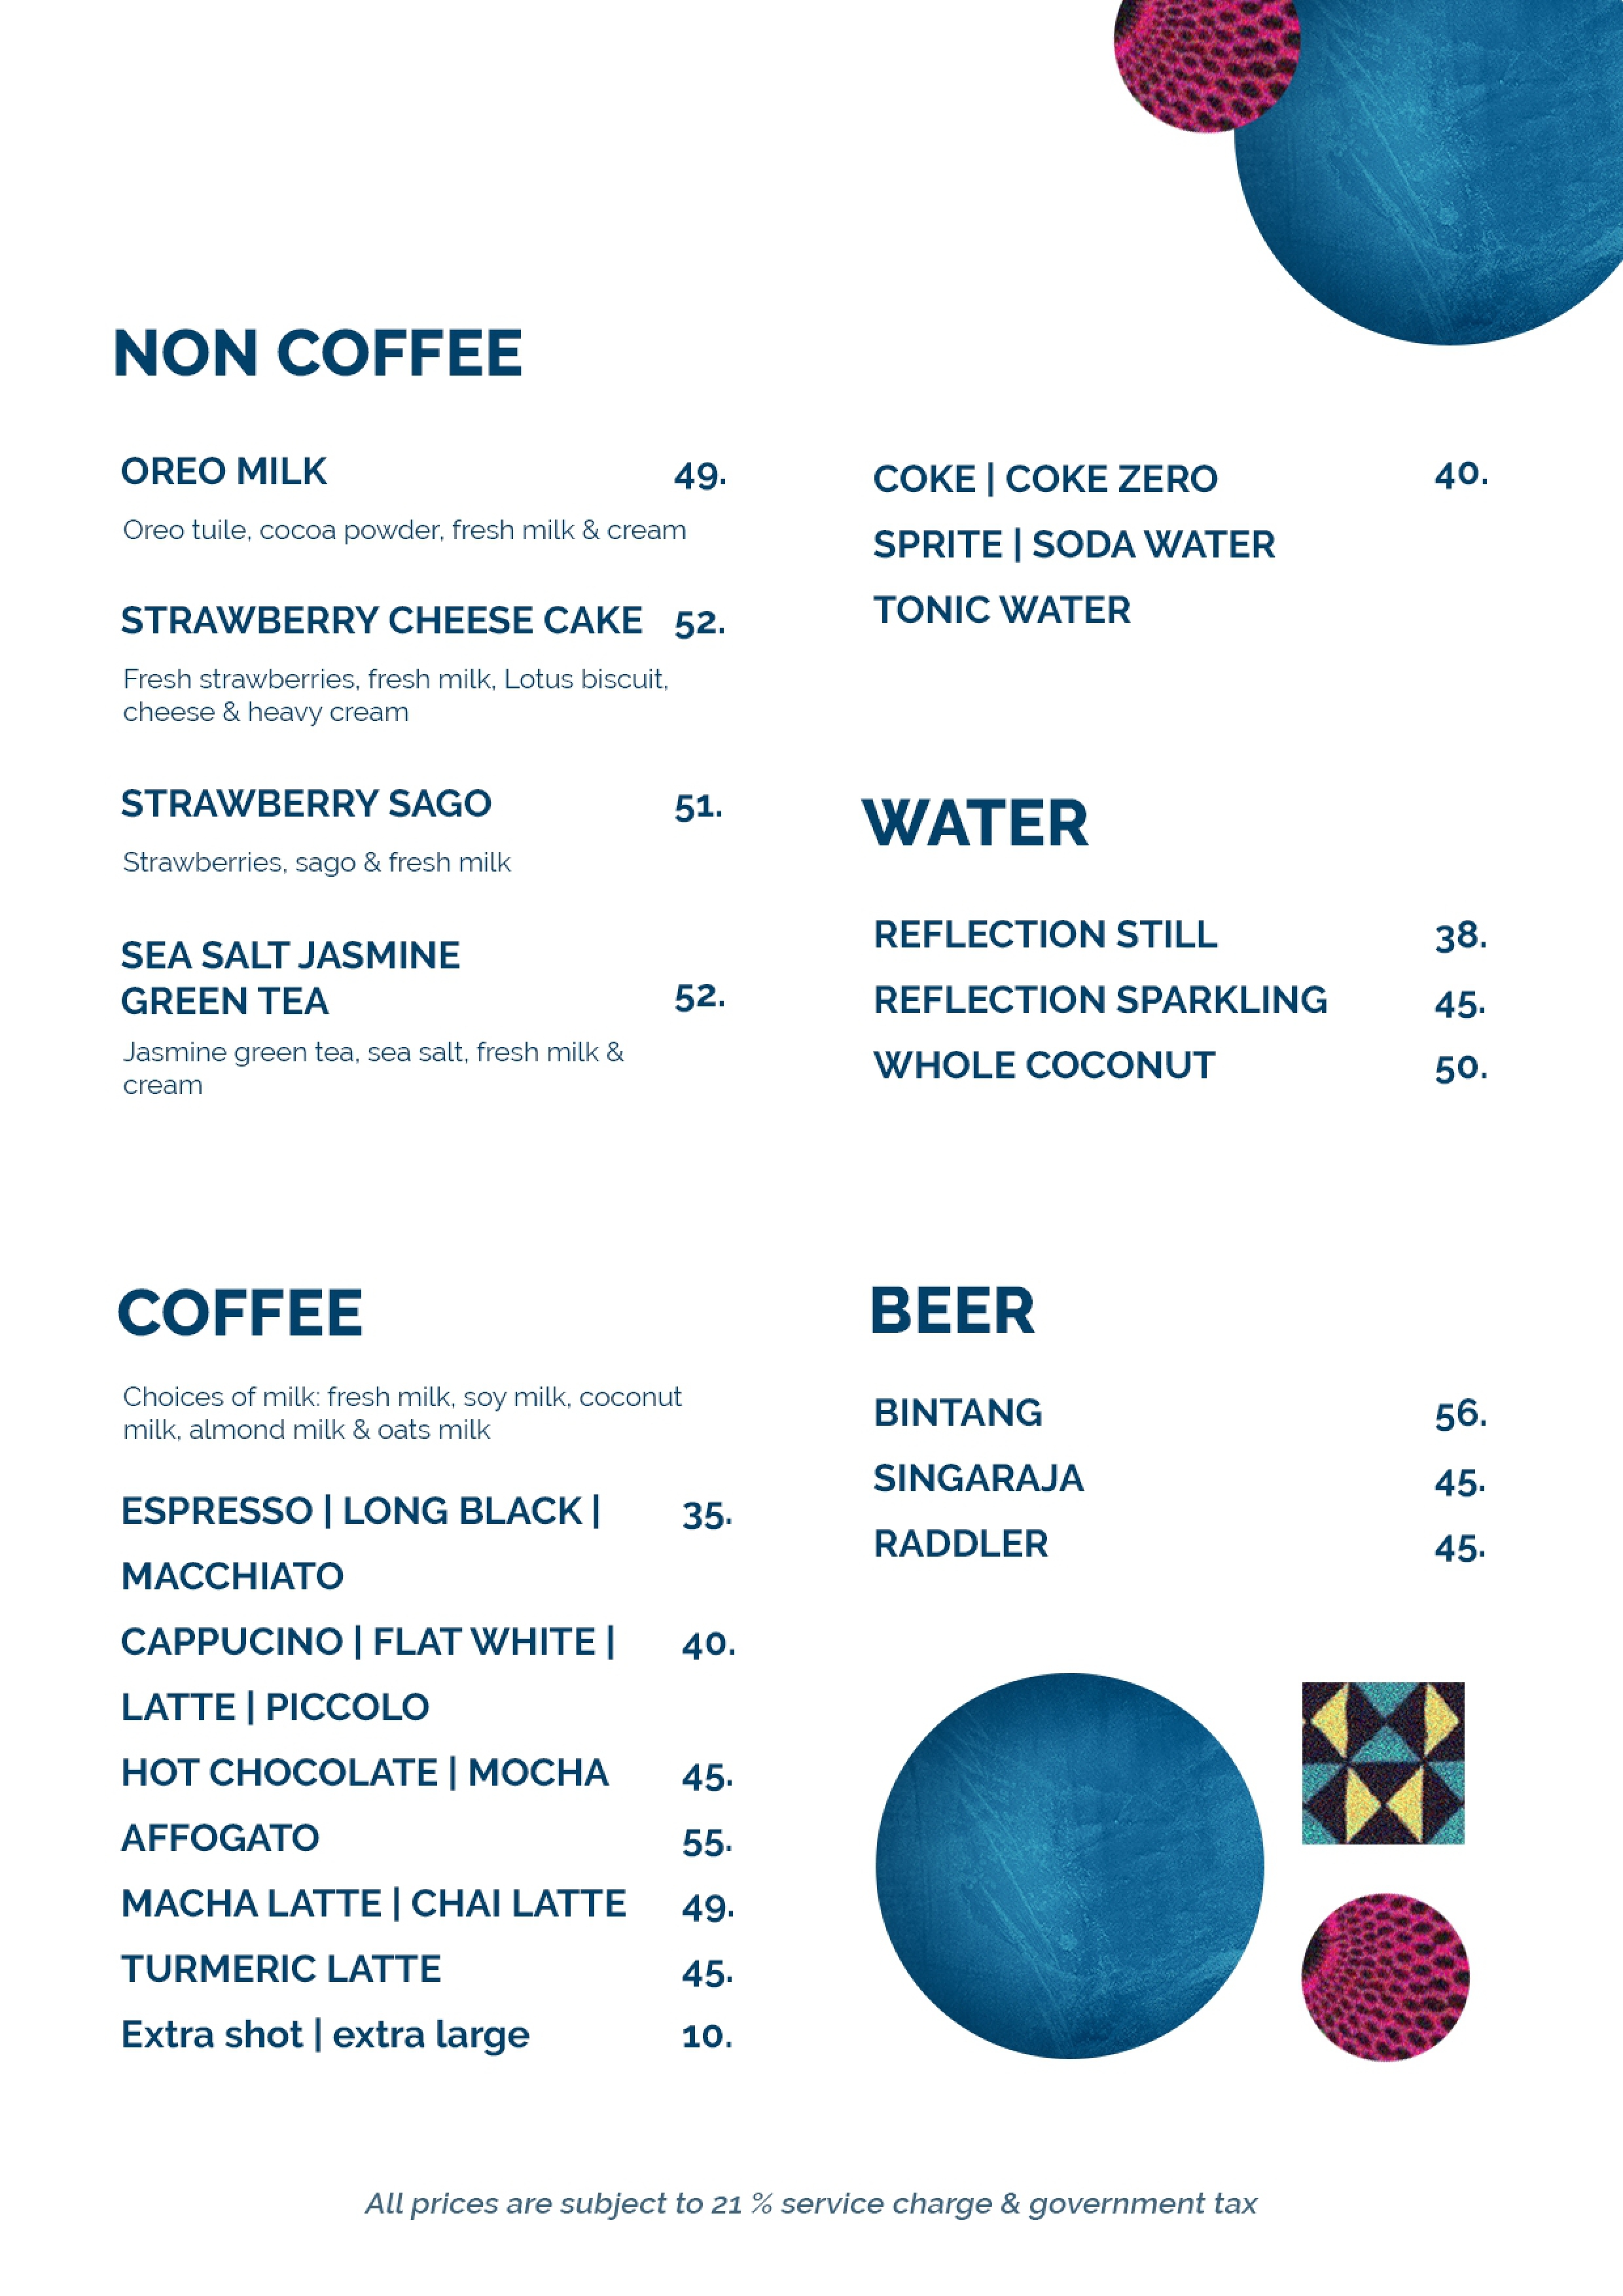 NON COFFEE
OREO MILK 49.
Oreo tuile, cocoa powder, fresh milk & cream
STRAWBERRY CHEESE CAKE 52.
Fresh strawberries, fresh milk, Lotus biscuit,
cheese & heavy cream
STRAWBERRY SAGO 51.
Strawberries, sago & fresh milk
SEA SALT JASMINE
GREEN TEA 52.
Jasmine green tea, sea salt, fresh milk &
cream
COKE | COKE ZERO 40.
SPRITE | SODA WATER
TONIC WATER
WATER
REFLECTION STILL 38.
REFLECTION SPARKLING 45.
WHOLE COCONUT 50.
COFFEE
Choices of milk: fresh milk, soy milk, coconut
milk, almond milk & oats milk
ESPRESSO | LONG BLACK | 35.
MACCHIATO
CAPPUCINO | FLAT WHITE | 40.
LATTE | PICCOLO
HOT CHOCOLATE | MOCHA 45.
AFFOGATO 55.
MACHA LATTE | CHAI LATTE 49.
TURMERIC LATTE 45.
Extra shot | extra large 10.
BEER
BINTANG 56.
SINGARAJA 45.
RADDLER 45.
All prices are subject to 21 % service charge & government tax